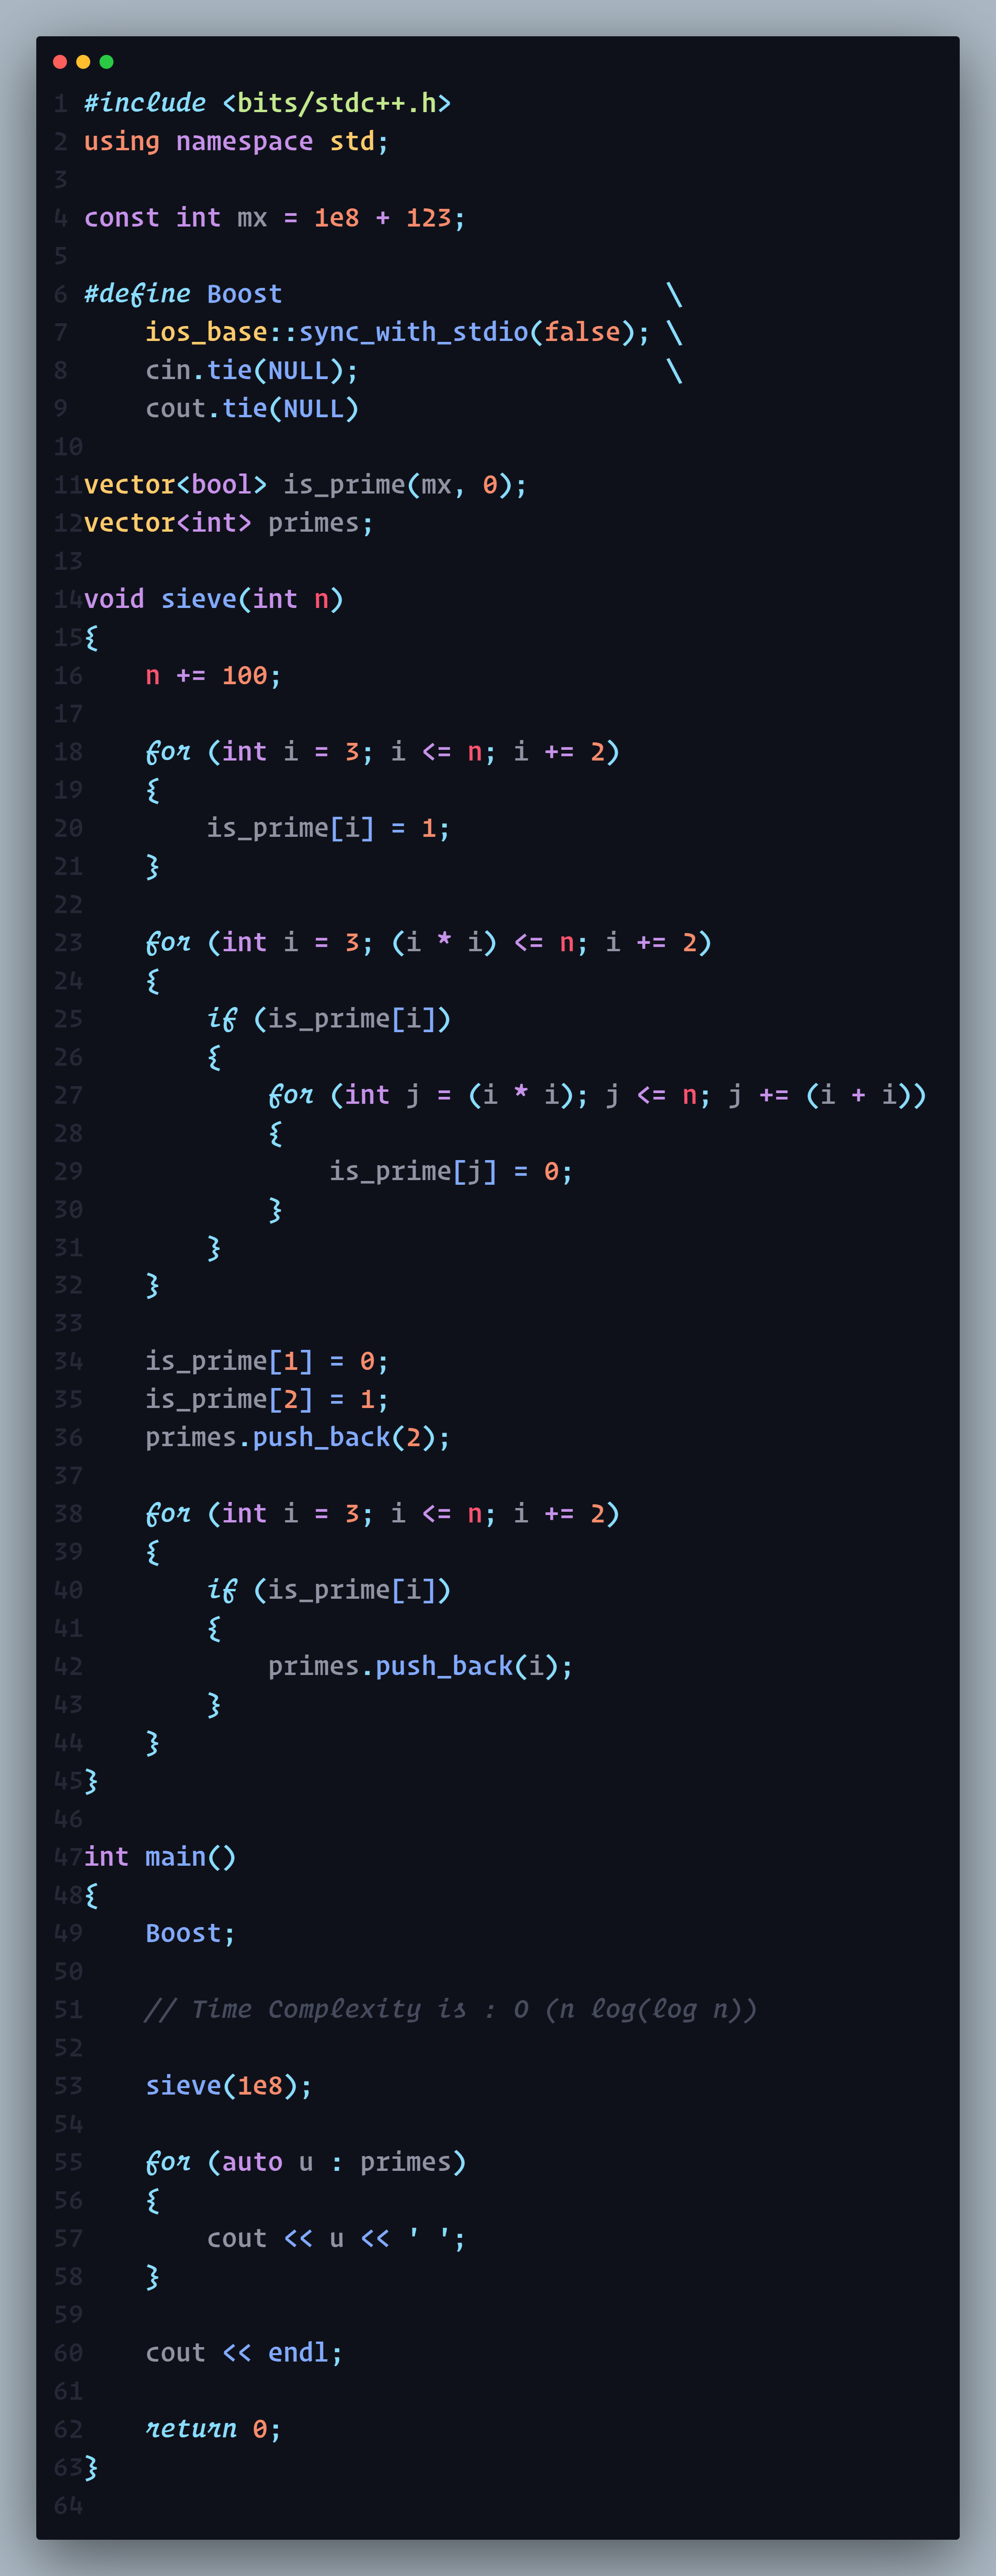 1 #include <bits/stdc++.h>
2 using namespace std;
3
4 const int mx = 1e8 + 123;
5
6 #define Boost                         \
7     ios_base::sync_with_stdio(false); \
8     cin.tie(NULL);                    \
9     cout.tie(NULL)
10
11 vector<bool> is_prime(mx, 0);
12 vector<int> primes;
13
14 void sieve(int n)
15 {
16     n += 100;
17
18     for (int i = 3; i <= n; i += 2)
19     {
20         is_prime[i] = 1;
21     }
22
23     for (int i = 3; (i * i) <= n; i += 2)
24     {
25         if (is_prime[i])
26         {
27             for (int j = (i * i); j <= n; j += (i + i))
28             {
29                 is_prime[j] = 0;
30             }
31         }
32     }
33
34     is_prime[1] = 0;
35     is_prime[2] = 1;
36     primes.push_back(2);
37
38     for (int i = 3; i <= n; i += 2)
39     {
40         if (is_prime[i])
41         {
42             primes.push_back(i);
43         }
44     }
45 }
46
47 int main()
48 {
49     Boost;
50
51     // Time Complexity is : O (n log(log n))
52
53     sieve(1e8);
54
55     for (auto u : primes)
56     {
57         cout << u << ' ';
58     }
59
60     cout << endl;
61
62     return 0;
63 }
64